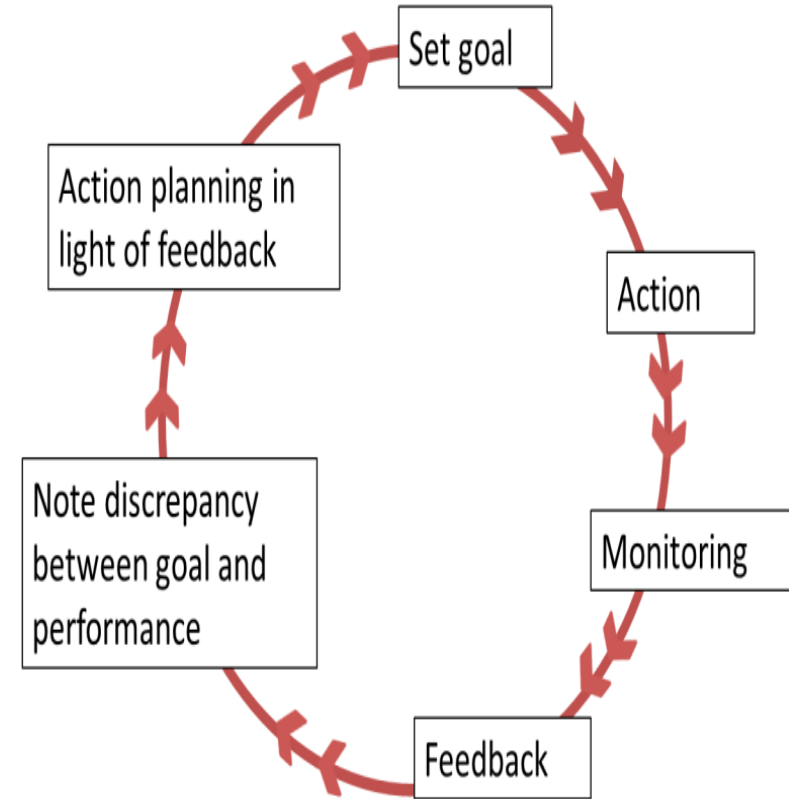 Set goal
Action
Monitoring
Feedback
Note discrepancy
between goal and
performance
Action planning in
light of feedback